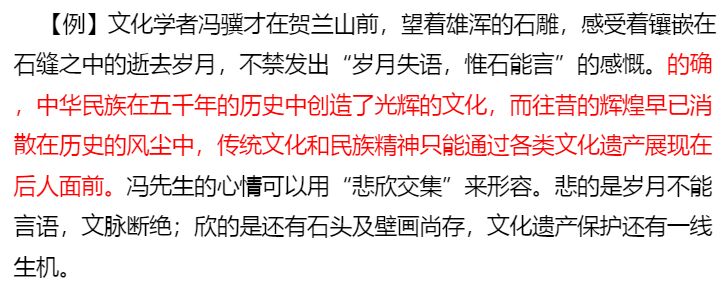 【例】文化学者冯骥才在贺兰山前，望着雄浑的石雕，感受着镶嵌在
石缝之中的逝去岁月，不禁发出“岁月失语，惟石能言”的感慨。的确
，中华民族在五千年的历史中创造了光辉的文化，而往昔的辉煌早已消
散在历史的风尘中，传统文化和民族精神只能通过各类文化遗产展现在
后人面前。冯先生的心情可以用“悲欣交集”来形容。悲的是岁月不能
言语，文脉断绝；欣的是还有石头及壁画尚存，文化遗产保护还有一线
生机。